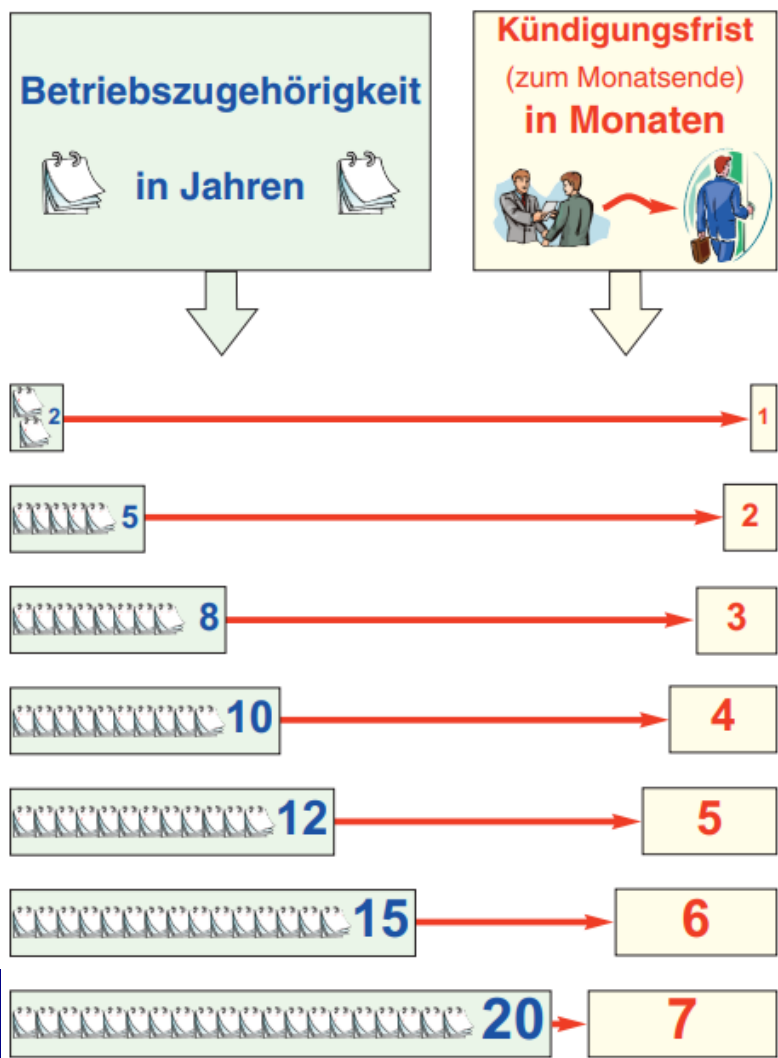 Betriebszugehörigkeit
in Jahren
Kündigungsfrist
(zum Monatsende)
in Monaten
2 1
5 2
8 3
10 4
12 5
15 6
20 7